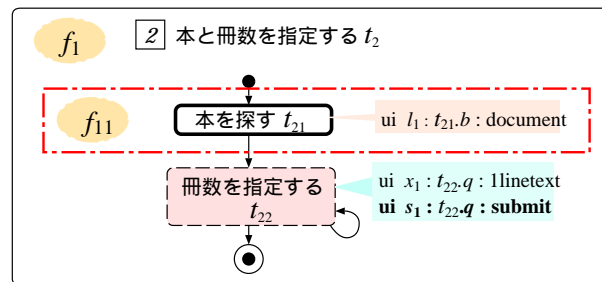 f1 2 本と冊数を指定する t2
f11 本を探す t21 ui l1 : t21.b : document
冊数を指定する
t22
ui x1 : t22.q : 1linetext
ui s1 : t22.q : submit